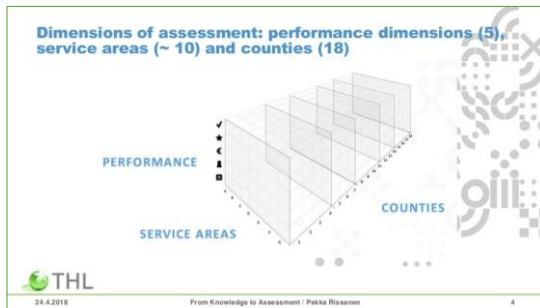 Dimensions of assessment: performance dimensions (5),
service areas (~ 10) and counties (18)
PERFORMANCE
COUNTIES
SERVICE AREAS
THL
24.4.2018
From Knowledge to Assessment / Pekka Rissanen
4